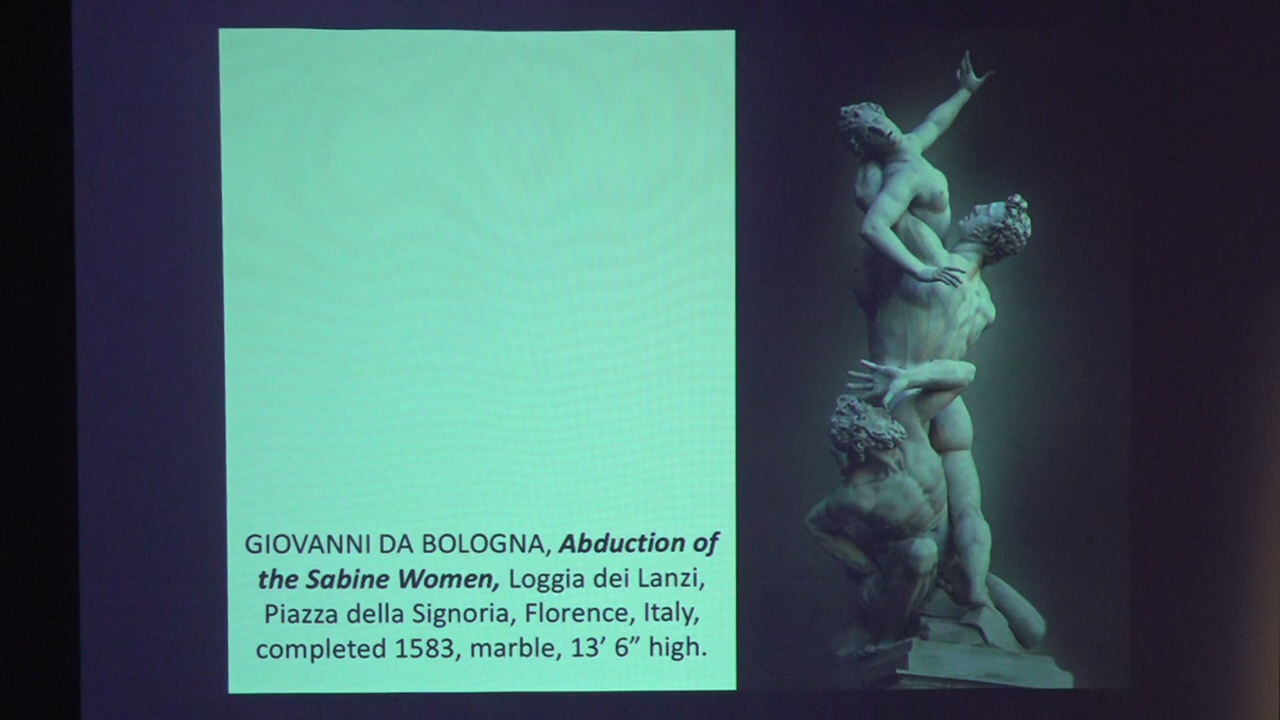 GIOVANNI DA BOLOGNA, Abduction of
the Sabine Women, Loggia dei Lanzi,
Piazza della Signoria, Florence, Italy,
completed 1583, marble, 13’ 6” high.